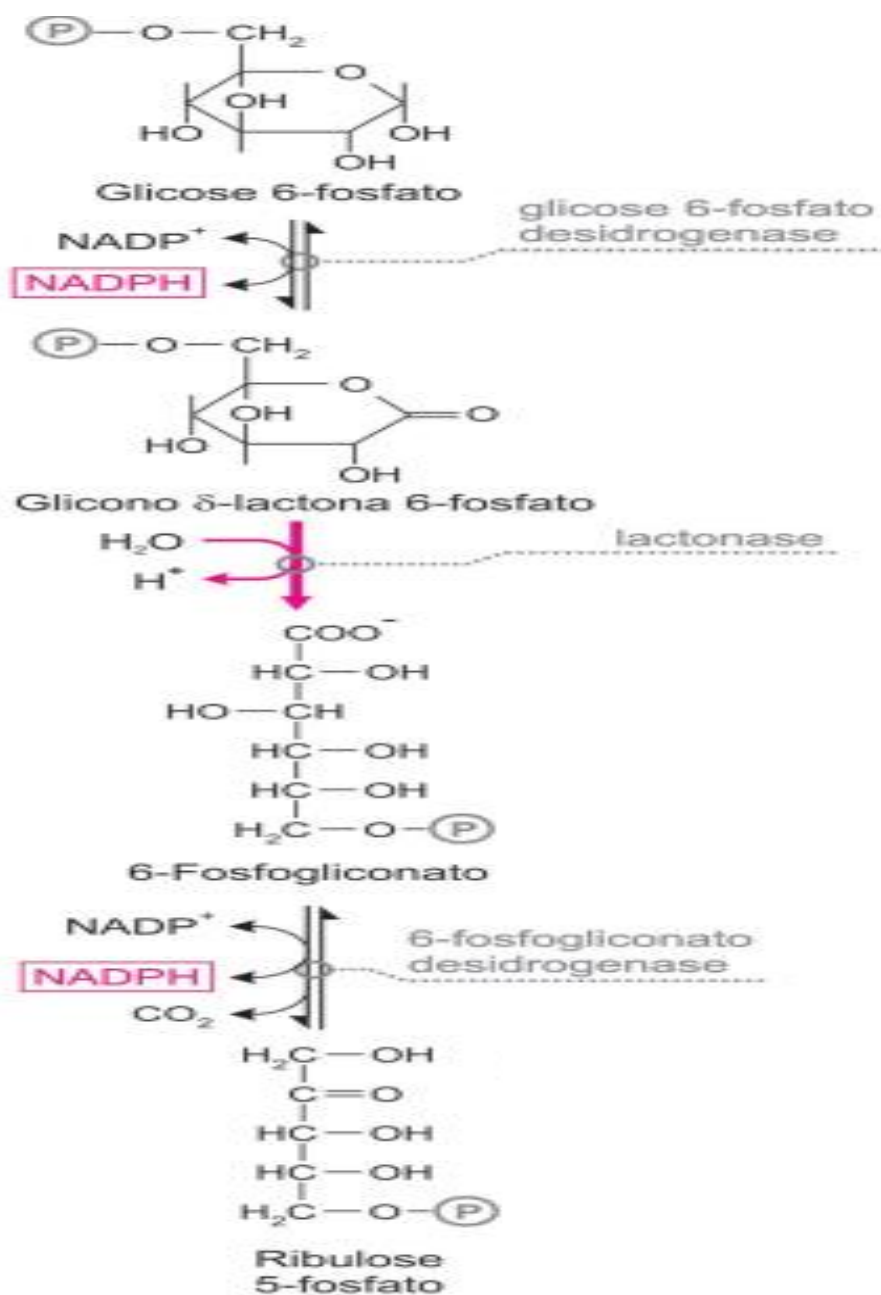 P—O—CH₂
O
OH
HO
OH
OH
Glicose 6-fosfato
NADP⁺
glicose 6-fosfato
desidrogenase
NADPH
P—O—CH₂
O
OH
O
HO
OH
Glicono δ-lactona 6-fosfato
H₂O
lactonase
H⁺
COO⁻
HC—OH
HO—CH
HC—OH
HC—OH
H₂C—O—P
6-Fosfogliconato
NADP⁺
6-fosfogliconato
desidrogenase
NADPH
CO₂
H₂C—OH
C=O
HC—OH
HC—OH
H₂C—O—P
Ribulose
5-fosfato